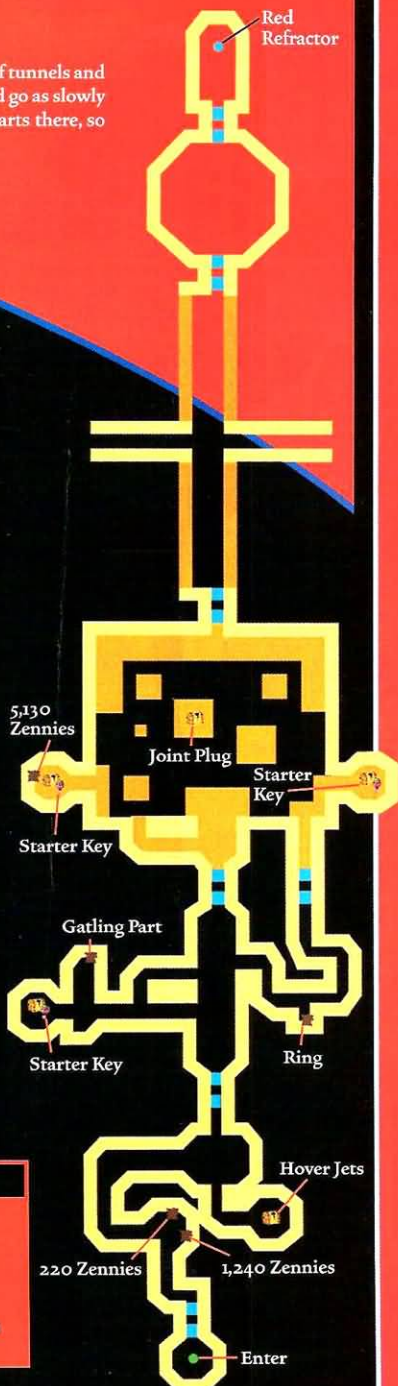 Red
Refractor
f tunnels and
d go as slowly
arts there, so
5,130
Zennies
Joint Plug
Starter
Key
Starter Key
Gatling Part
Starter Key
Ring
Hover Jets
220 Zennies
1,240 Zennies
Enter